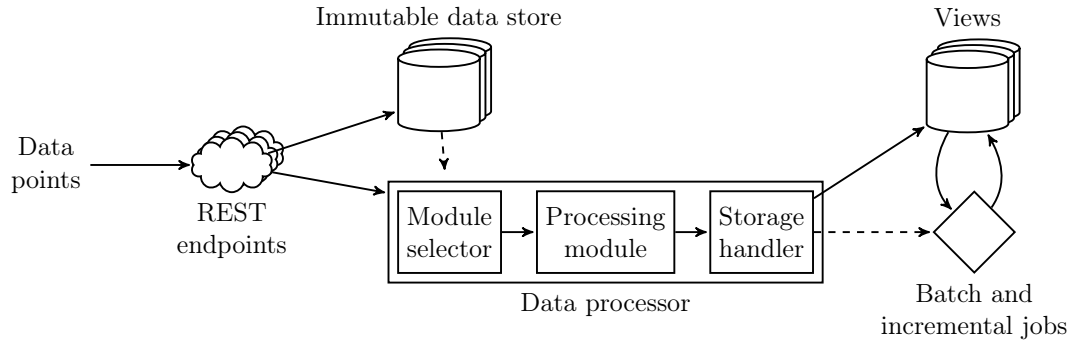 Immutable data store
Views
Data
points
REST
endpoints
Module
selector
Processing
module
Storage
handler
Data processor
Batch and
incremental jobs